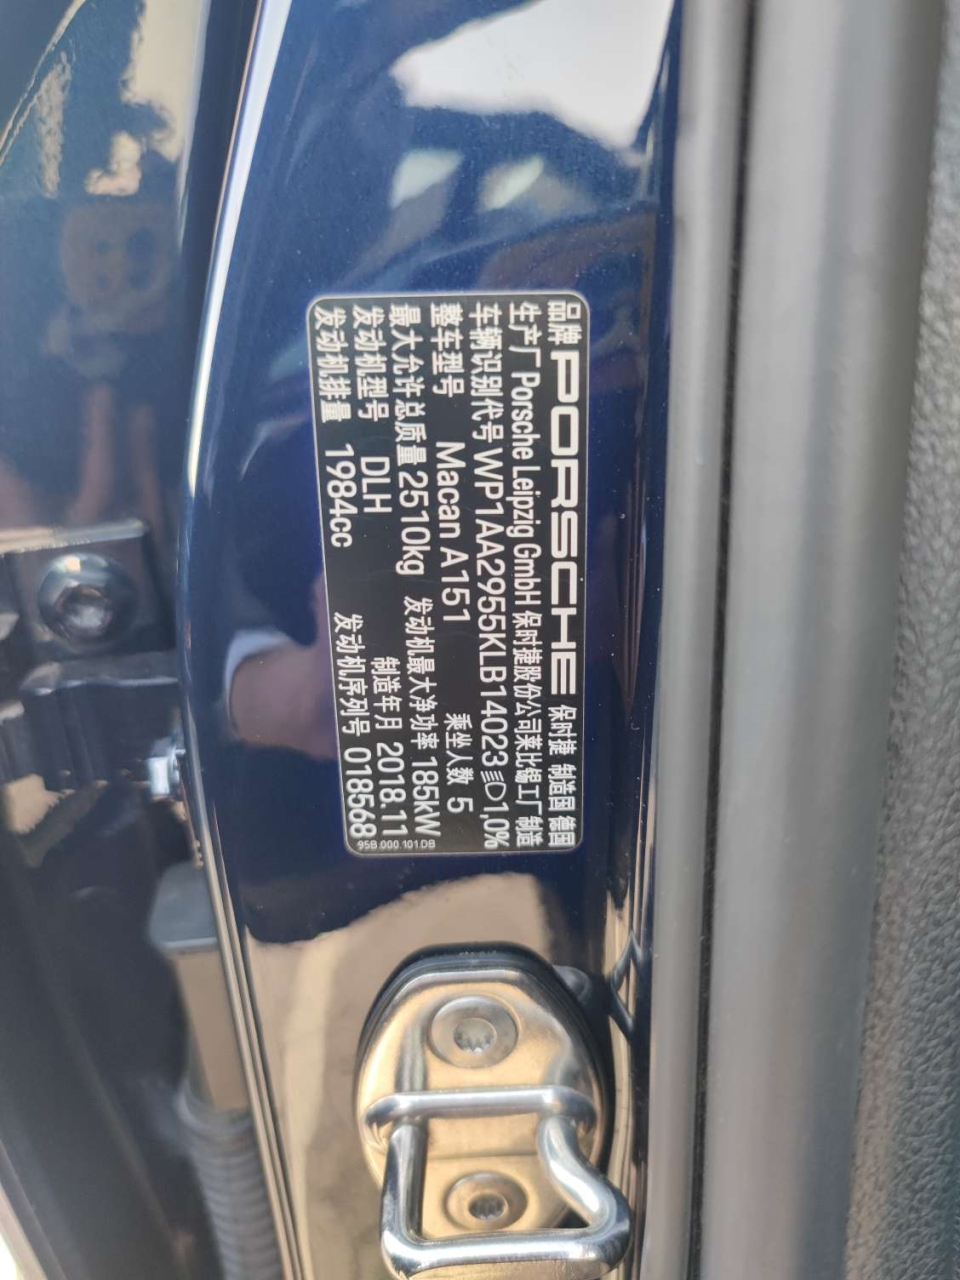 品牌 PORSCHE 保时捷 制造国 德国
生产厂 Porsche Leipzig GmbH 保时捷股份公司莱比锡工厂 制造
车辆识别代号 WP1AA2955KLB14023 1,0%
整车型号 Macan A151 乘坐人数 5
最大允许总质量 2510kg 发动机最大净功率 185kW
发动机型号 DLH 制造年月 2018.11
发动机排量 1984cc 发动机序列号 018568
95B.000.101.DB